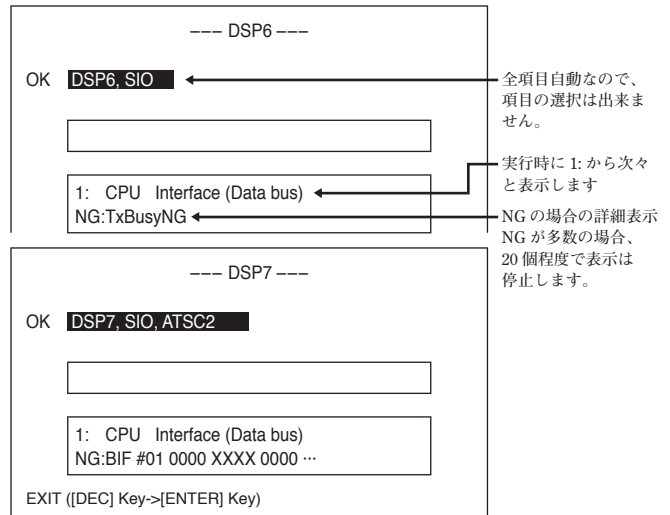 ––– DSP6 –––
OK DSP6, SIO
全項目自動なので、
項目の選択は出来ま
せん。
1: CPU Interface (Data bus)
実行時に 1: から次々
と表示します
NG:TxBusyNG
NG の場合の詳細表示
NG が多数の場合、
20 個程度で表示は
停止します。
––– DSP7 –––
OK DSP7, SIO, ATSC2
1: CPU Interface (Data bus)
NG:BIF #01 0000 XXXX 0000 ···
EXIT ([DEC] Key->[ENTER] Key)